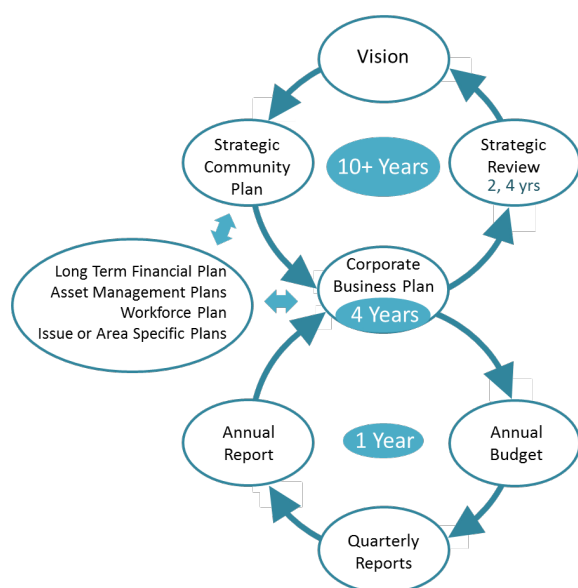 Vision
Strategic
Community
Plan
10+ Years
Strategic
Review
2, 4 yrs
Long Term Financial Plan
Asset Management Plans
Workforce Plan
Issue or Area Specific Plans
Corporate
Business Plan
4 Years
Annual
Report
1 Year
Annual
Budget
Quarterly
Reports